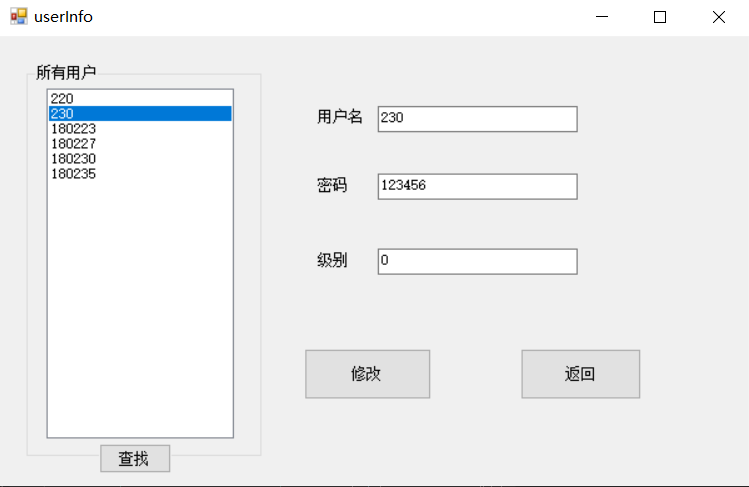 userInfo
所有用户
220
230
180223
180227
180230
180235
查找
用户名 230
密码 123456
级别 0
修改 返回